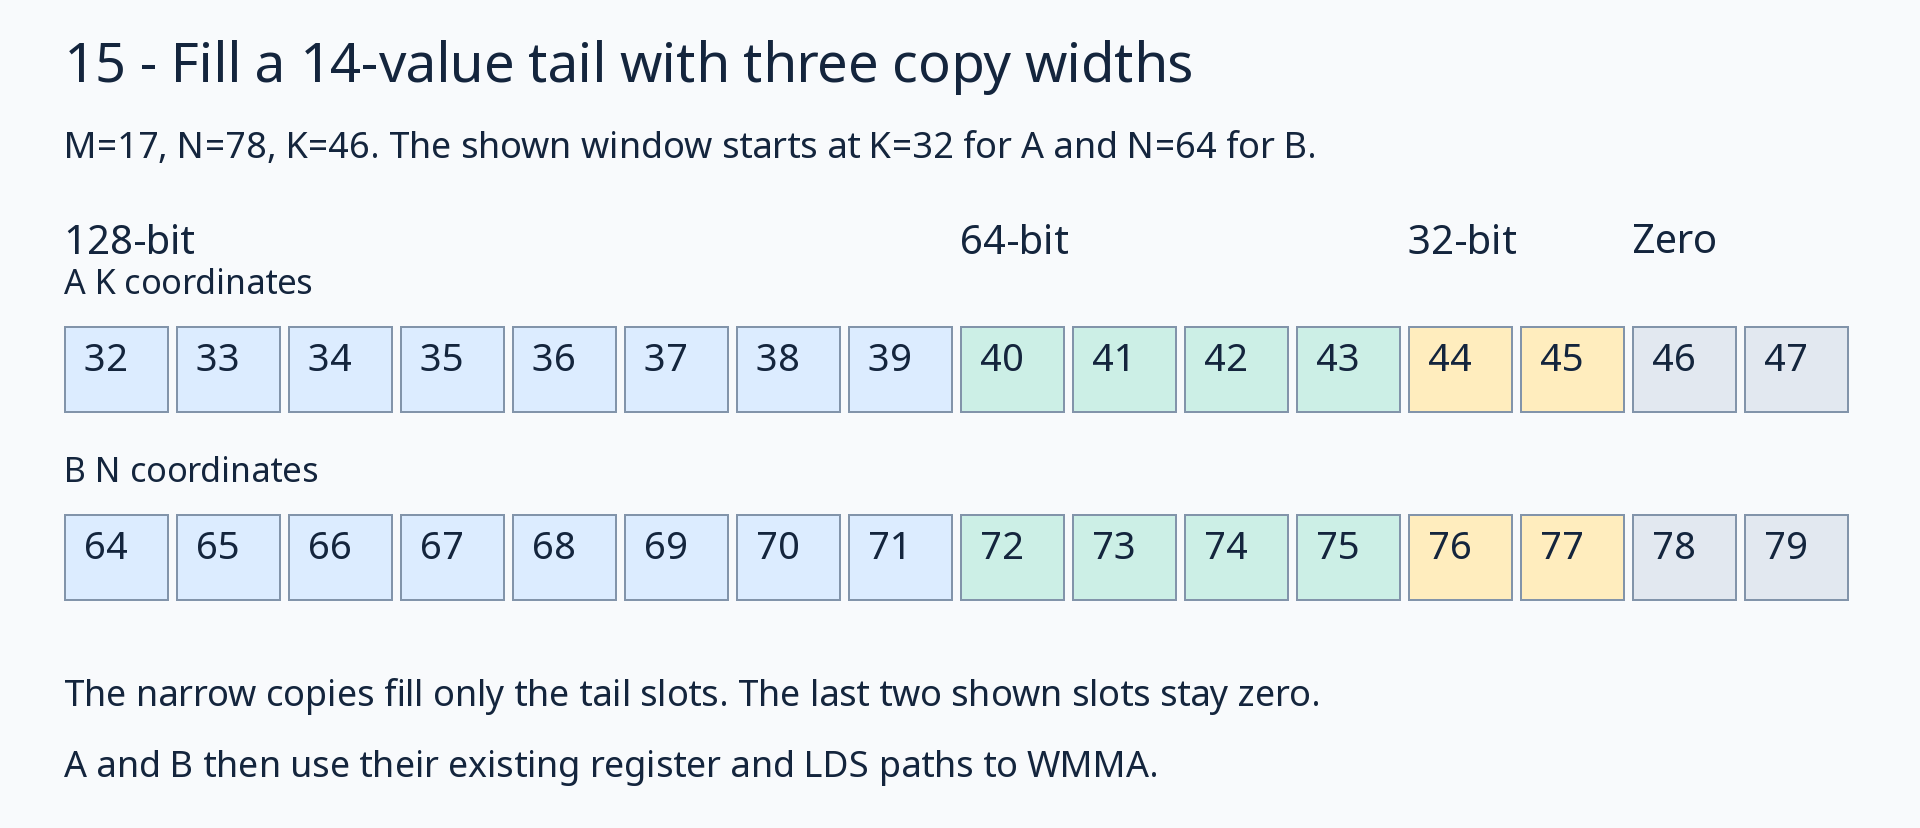 15 - Fill a 14-value tail with three copy widths
M=17, N=78, K=46. The shown window starts at K=32 for A and N=64 for B.
128-bit 64-bit 32-bit Zero
A K coordinates
32 33 34 35 36 37 38 39 40 41 42 43 44 45 46 47
B N coordinates
64 65 66 67 68 69 70 71 72 73 74 75 76 77 78 79
The narrow copies fill only the tail slots. The last two shown slots stay zero.
A and B then use their existing register and LDS paths to WMMA.